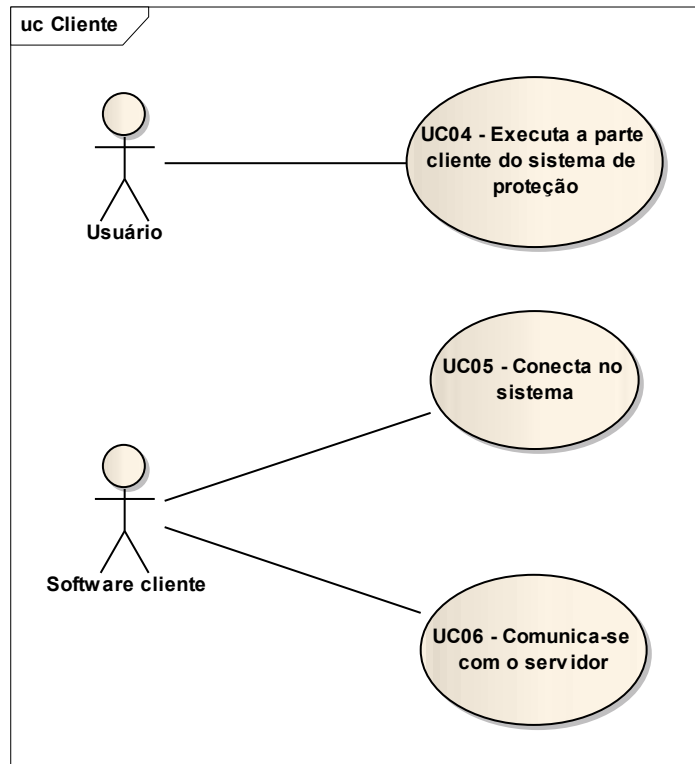 uc Cliente
UC04 - Executa a parte
cliente do sistema de
proteção
Usuário
UC05 - Conecta no
sistema
Software cliente
UC06 - Comunica-se
com o servidor